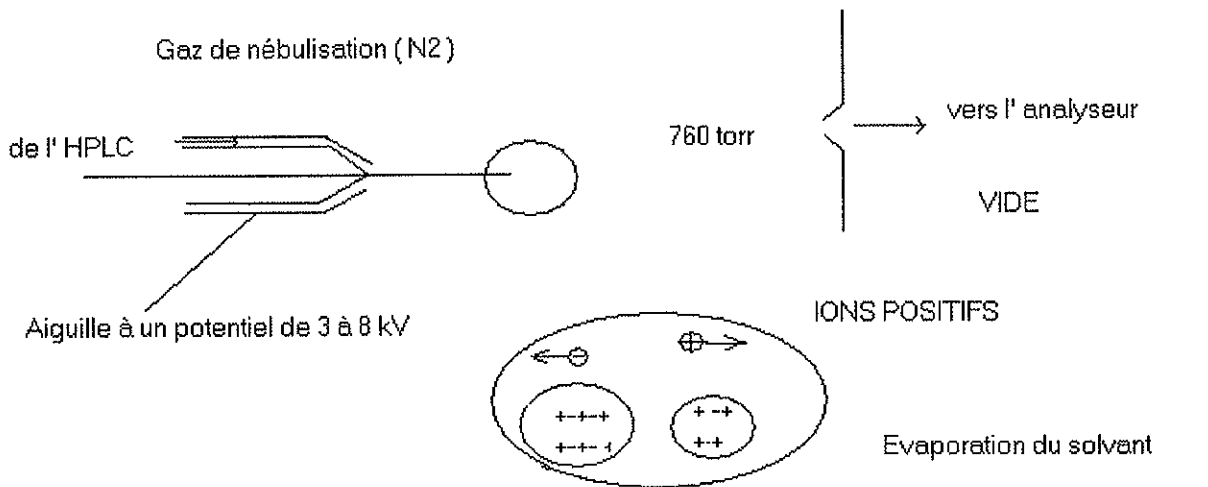 Gaz de nébulisation ( N2 )
vers l' analyseur
760 torr
de l' HPLC
VIDE
IONS POSITIFS
Aiguille à un potentiel de 3 à 8 kV
+-+-+ + -+
+-+- +-+
Evaporation du solvant